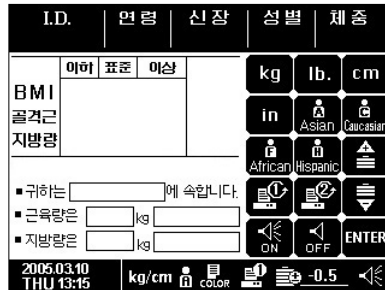 I.D. 연령 신장 성별 체중
이하 표준 이상
BMI
골격근
지방량
kg lb. cm
in Asian Caucasian
African Hispanic
■귀하는 에 속합니다.
■근육량은 kg
■지방량은 kg
ON OFF ENTER
2005.03.10
THU 13:15
kg/cm COLOR -0.5